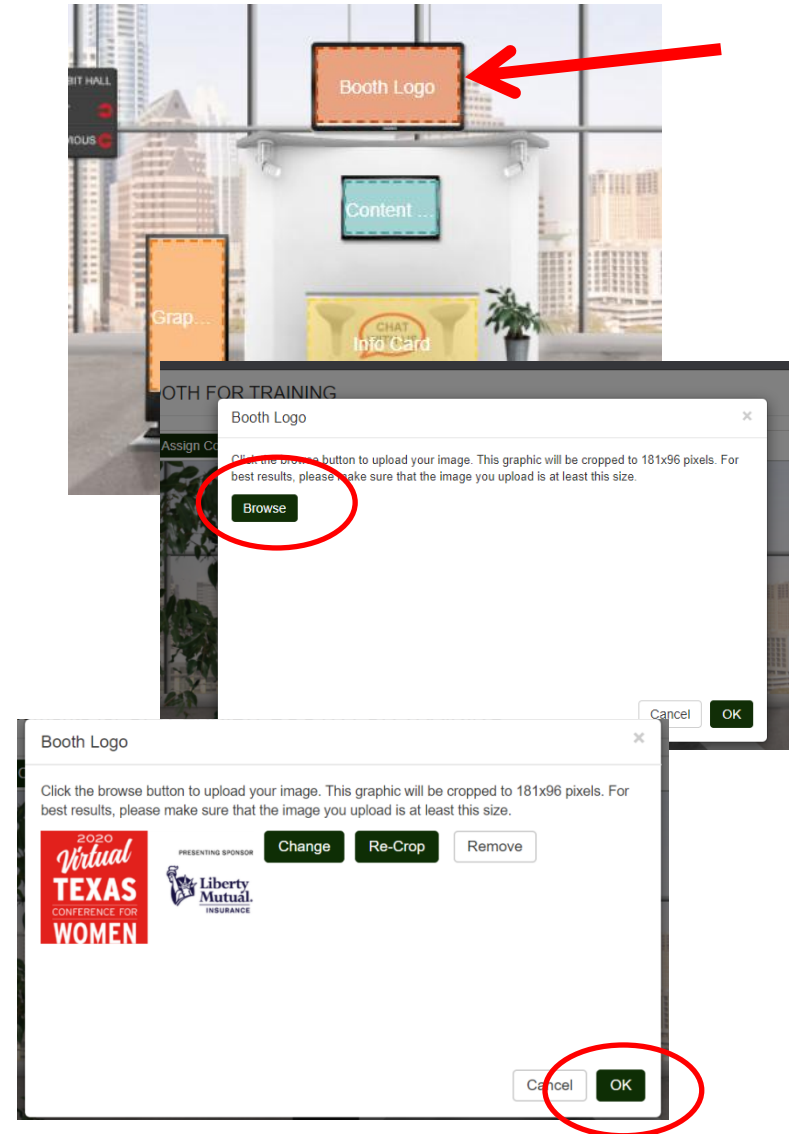 BIT HALL
Booth Logo
IOUS
Content ...
Grap...
CHAT
Info Card
OTH FOR TRAINING
Booth Logo
×
Assign Co
Click the browse button to upload your image. This graphic will be cropped to 181x96 pixels. For
best results, please make sure that the image you upload is at least this size.
Browse
Cancel OK
Booth Logo
×
Click the browse button to upload your image. This graphic will be cropped to 181x96 pixels. For
best results, please make sure that the image you upload is at least this size.
2020
Virtual
TEXAS
CONFERENCE FOR
WOMEN
PRESENTING SPONSOR
Liberty
Mutual.
INSURANCE
Change Re-Crop Remove
Cancel OK